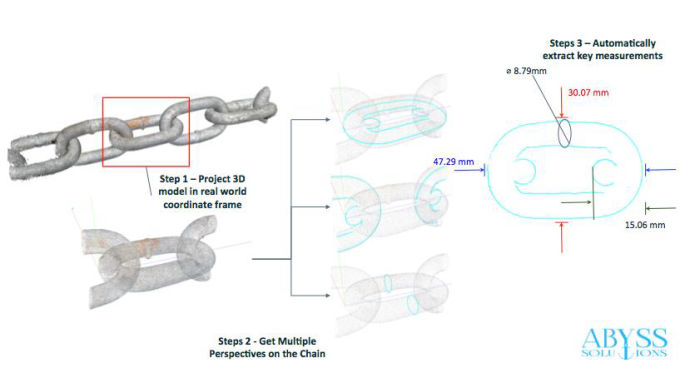 Steps 3 – Automatically
extract key measurements
⌀ 8.79mm
30.07 mm
47.29 mm
15.06 mm
Step 1 – Project 3D
model in real world
coordinate frame
Steps 2 - Get Multiple
Perspectives on the Chain
ABYSS
SOLUTIONS